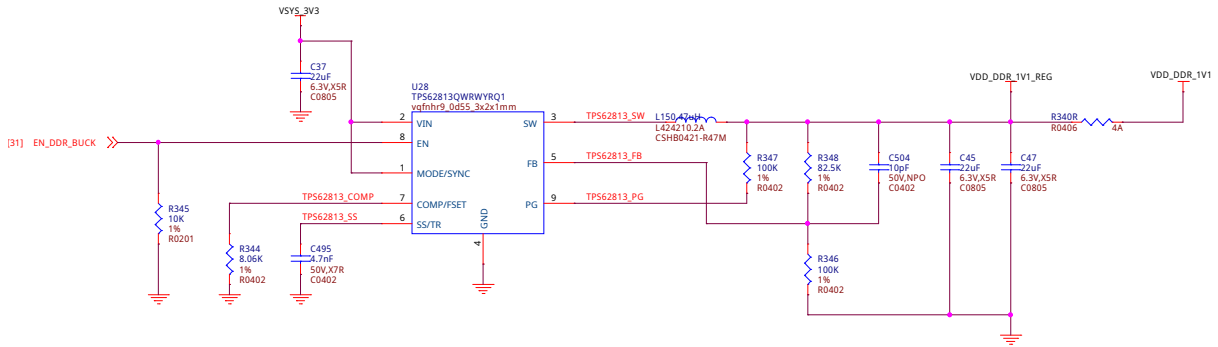 VSYS_3V3
C37
22uF
6.3V,X5R
C0805
U28
TPS62813QWRWYRQ1
vqfnhr9_0d55_3x2x1mm
2
VIN
8
EN
1
MODE/SYNC
7
COMP/FSET
6
SS/TR
GND
4
SW
3
FB
5
PG
9
[31] EN_DDR_BUCK
TPS62813_COMP
TPS62813_SS
R345
10K
1%
R0201
R344
8.06K
1%
R0402
C495
4.7nF
50V,X7R
C0402
TPS62813_SW
TPS62813_FB
TPS62813_PG
L424210.2A
CSHB0421-R47M
R347
100K
1%
R0402
R348
82.5K
1%
R0402
C504
10pF
50V,NPO
C0402
C45
22uF
6.3V,X5R
C0805
C47
22uF
6.3V,X5R
C0805
R346
100K
1%
R0402
VDD_DDR_1V1_REG
VDD_DDR_1V1
R340R
R0406
4A